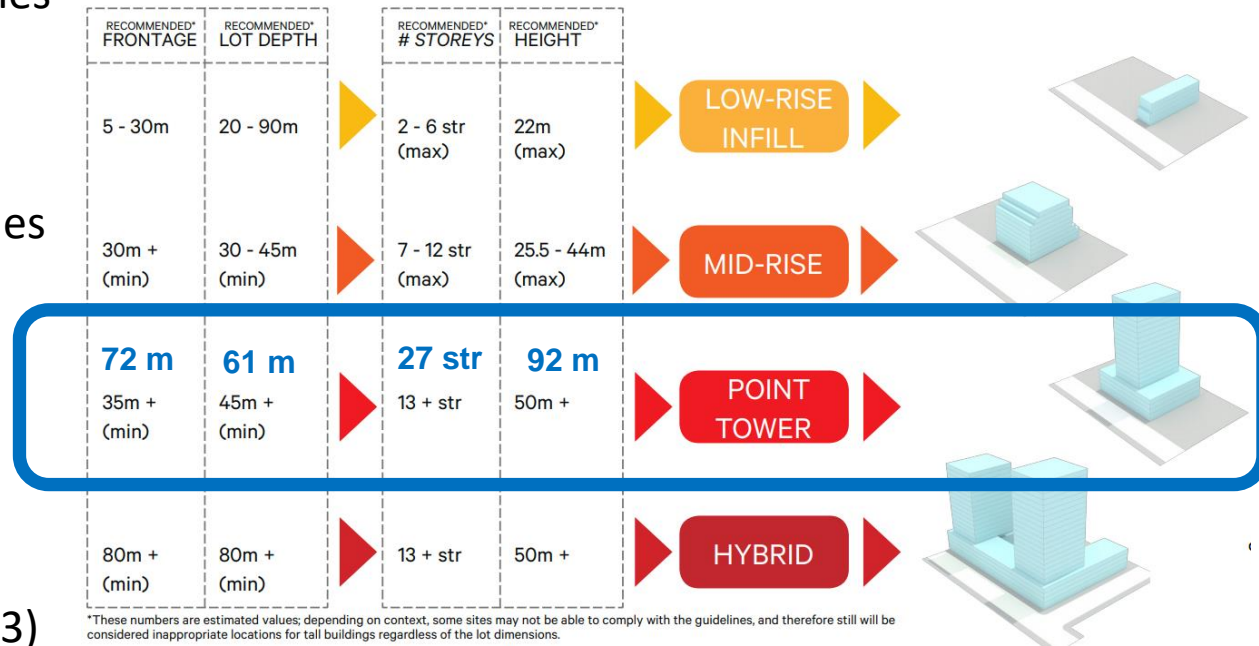 RECOMMENDED* RECOMMENDED* RECOMMENDED* RECOMMENDED*
FRONTAGE LOT DEPTH # STOREYS HEIGHT
5 - 30m 20 - 90m 2 - 6 str 22m
(max) (max)
LOW-RISE
INFILL
es
30m + 30 - 45m 7 - 12 str 25.5 - 44m
(min) (min) (max) (max)
MID-RISE
72 m 61 m 27 str 92 m
35m + 45m + 13 + str 50m +
(min) (min)
POINT
TOWER
80m + 80m + 13 + str 50m +
(min) (min)
HYBRID
3)
*These numbers are estimated values; depending on context, some sites may not be able to comply with the guidelines, and therefore still will be
considered inappropriate locations for tall buildings regardless of the lot dimensions.